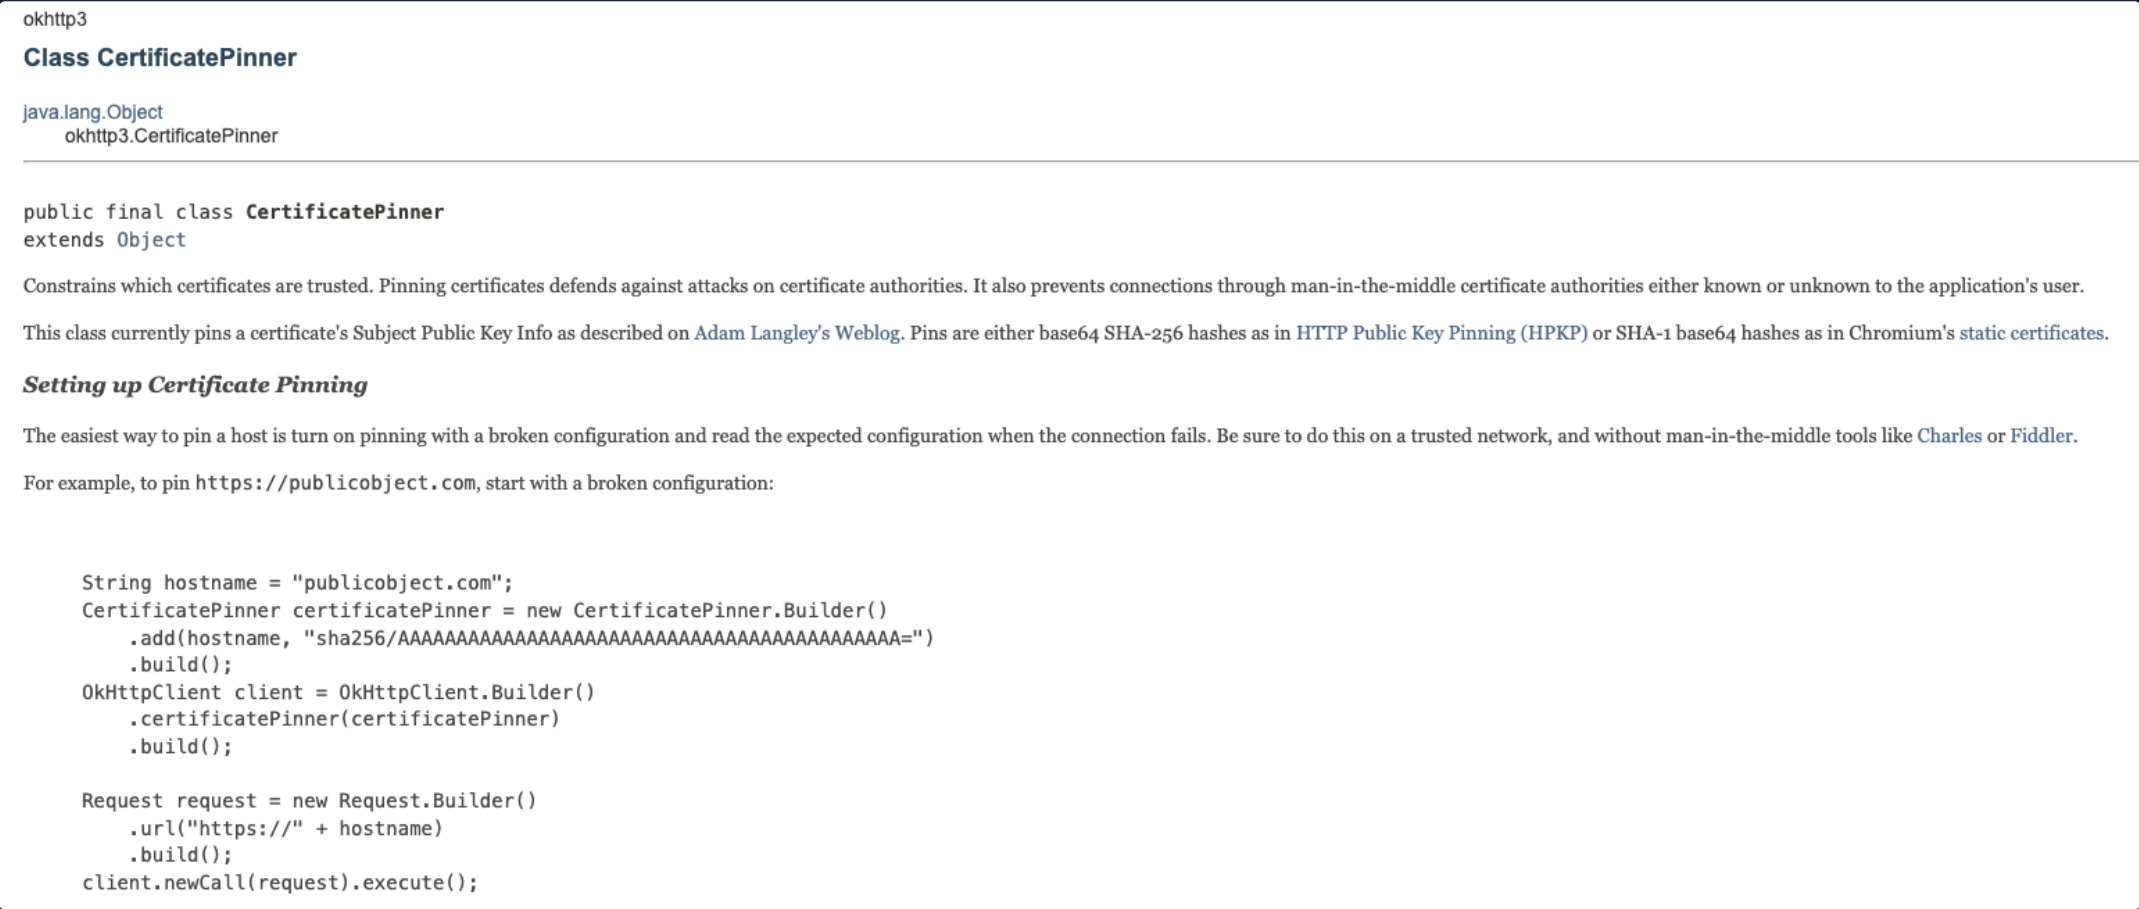 okhttp3
Class CertificatePinner
java.lang.Object
okhttp3.CertificatePinner
public final class CertificatePinner
extends Object
Constrains which certificates are trusted. Pinning certificates defends against attacks on certificate authorities. It also prevents connections through man-in-the-middle certificate authorities either known or unknown to the application's user.
This class currently pins a certificate's Subject Public Key Info as described on Adam Langley's Weblog. Pins are either base64 SHA-256 hashes as in HTTP Public Key Pinning (HPKP) or SHA-1 base64 hashes as in Chromium's static certificates.
Setting up Certificate Pinning
The easiest way to pin a host is turn on pinning with a broken configuration and read the expected configuration when the connection fails. Be sure to do this on a trusted network, and without man-in-the-middle tools like Charles or Fiddler.
For example, to pin https://publicobject.com, start with a broken configuration:
String hostname = "publicobject.com";
CertificatePinner certificatePinner = new CertificatePinner.Builder()
.add(hostname, "sha256/AAAAAAAAAAAAAAAAAAAAAAAAAAAAAAAAAAAAAAAAAAA=")
.build();
OkHttpClient client = OkHttpClient.Builder()
.certificatePinner(certificatePinner)
.build();
Request request = new Request.Builder()
.url("https://" + hostname)
.build();
client.newCall(request).execute();